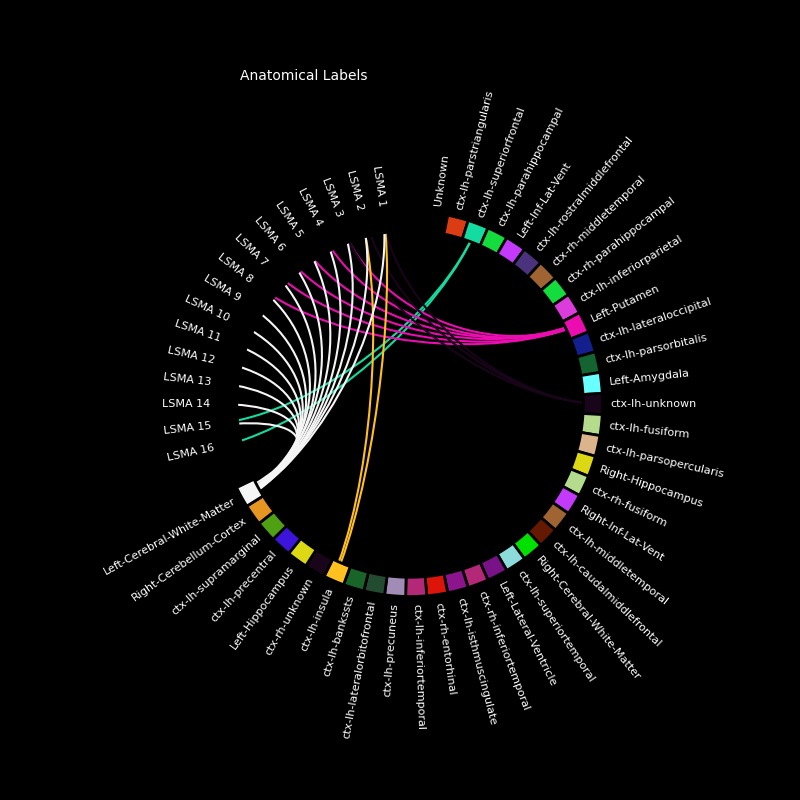 Anatomical Labels
Unknown
ctx-lh-parstriangularis
ctx-lh-superiorfrontal
ctx-lh-parahippocampal
Left-Inf-Lat-Vent
ctx-lh-rostralmiddlefrontal
ctx-rh-middletemporal
ctx-rh-parahippocampal
ctx-lh-inferiorparietal
Left-Putamen
ctx-lh-lateraloccipital
ctx-lh-parsorbitalis
Left-Amygdala
ctx-lh-unknown
ctx-lh-fusiform
ctx-lh-parsopercularis
Right-Hippocampus
ctx-rh-fusiform
Right-Inf-Lat-Vent
ctx-lh-middletemporal
ctx-lh-caudalmiddlefrontal
Right-Cerebral-White-Matter
ctx-lh-superiortemporal
Left-Lateral-Ventricle
ctx-rh-inferiortemporal
ctx-lh-isthmuscingulate
ctx-rh-entorhinal
ctx-lh-inferiortemporal
ctx-lh-precuneus
ctx-lh-lateralorbitofrontal
ctx-lh-bankssts
ctx-lh-insula
ctx-rh-unknown
Left-Hippocampus
ctx-lh-precentral
ctx-lh-supramarginal
Right-Cerebellum-Cortex
Left-Cerebral-White-Matter
LSMA 16
LSMA 15
LSMA 14
LSMA 13
LSMA 12
LSMA 11
LSMA 10
LSMA 9
LSMA 8
LSMA 7
LSMA 6
LSMA 5
LSMA 4
LSMA 3
LSMA 2
LSMA 1